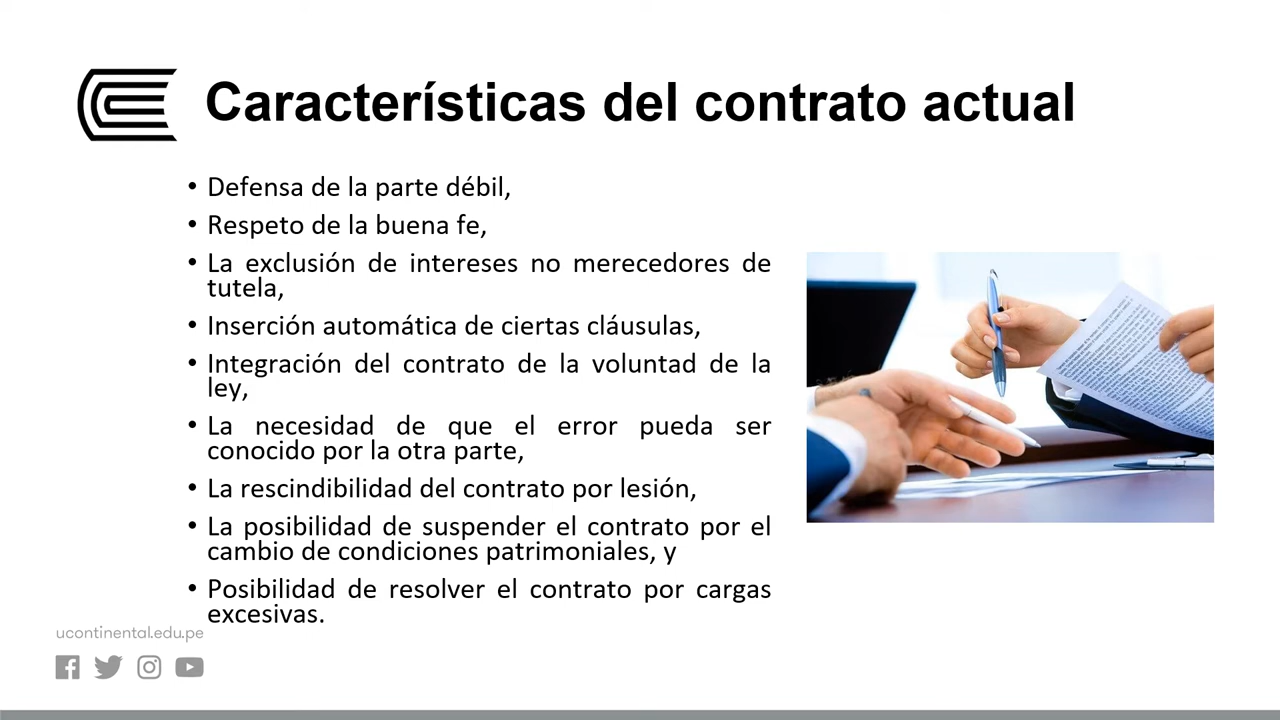 Características del contrato actual
• Defensa de la parte débil,
• Respeto de la buena fe,
• La exclusión de intereses no merecedores de
tutela,
• Inserción automática de ciertas cláusulas,
• Integración del contrato de la voluntad de la
ley,
• La necesidad de que el error pueda ser
conocido por la otra parte,
• La rescindibilidad del contrato por lesión,
• La posibilidad de suspender el contrato por el
cambio de condiciones patrimoniales, y
• Posibilidad de resolver el contrato por cargas
excesivas.
ucontinental.edu.pe